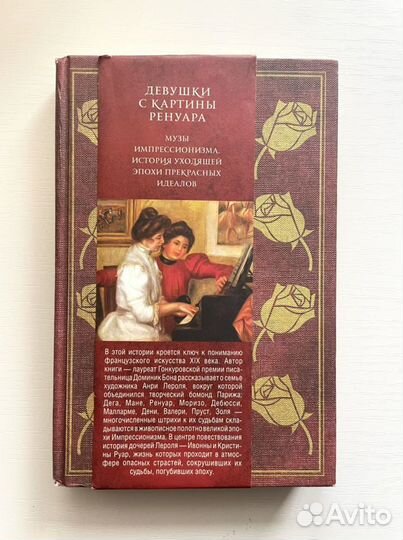 ДЕВУШКИ
С КАРТИНЫ
РЕНУАРА
МУЗЫ
ИМПРЕССИОНИЗМА.
ИСТОРИЯ УХОДЯЩЕЙ
ЭПОХИ ПРЕКРАСНЫХ
ИДЕАЛОВ
В этой истории кроется ключ к пониманию
французского искусства XIX века. Автор
книги — лауреат Гонкуровской премии писа-
тельница Доминик Бона рассказывает о семье
художника Анри Лероля, вокруг которой
объединился творческий бомонд Парижа;
Дега, Мане, Ренуар, Моризо, Дебюсси,
Малларме, Дени, Валери, Пруст, Золя —
многочисленные штрихи к их судьбам скла-
дываются в живописное полотно великой эпо-
хи Импрессионизма. В центре повествования
история дочерей Лероля — Ивонны и Кристи-
ны Руар, жизнь которых проходит в атмос-
фере опасных страстей, сокрушивших их
судьбы, погубивших эпоху.
Avito